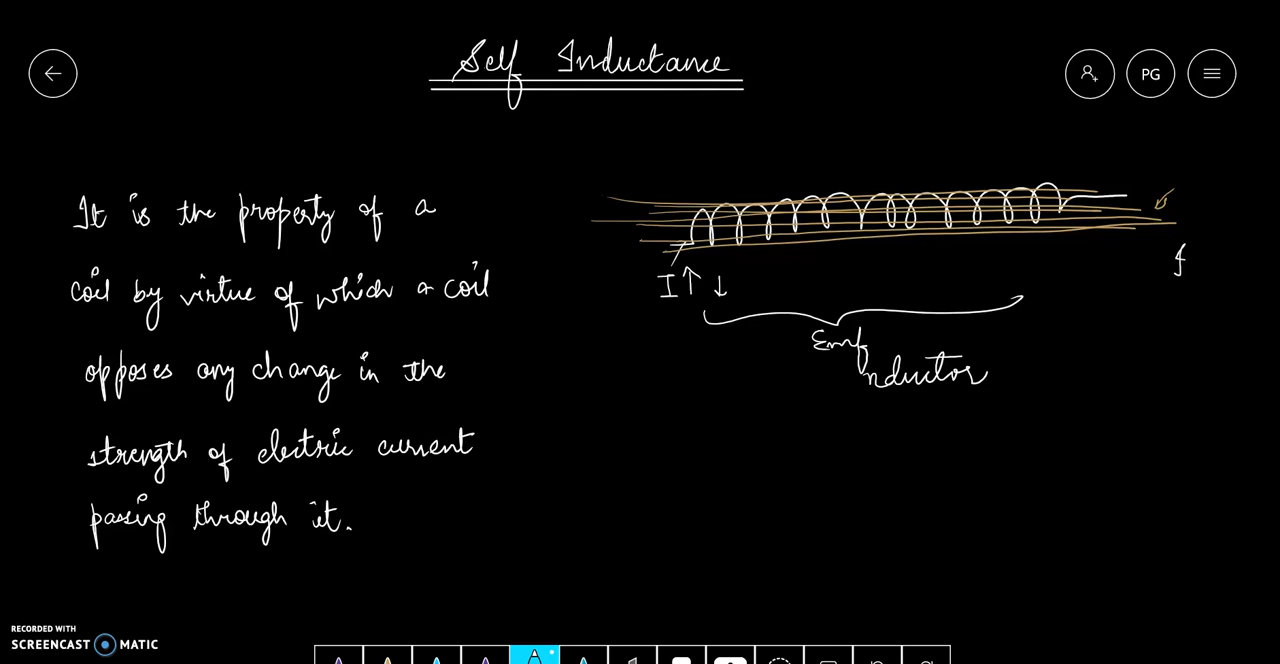 Self Inductance
PG
It is the property of a
coil by virtue of which a coil
opposes any change in the
strength of electric current
passing through it.
I↑ ↓
Emf
nductor
RECORDED WITH
SCREENCAST MATIC